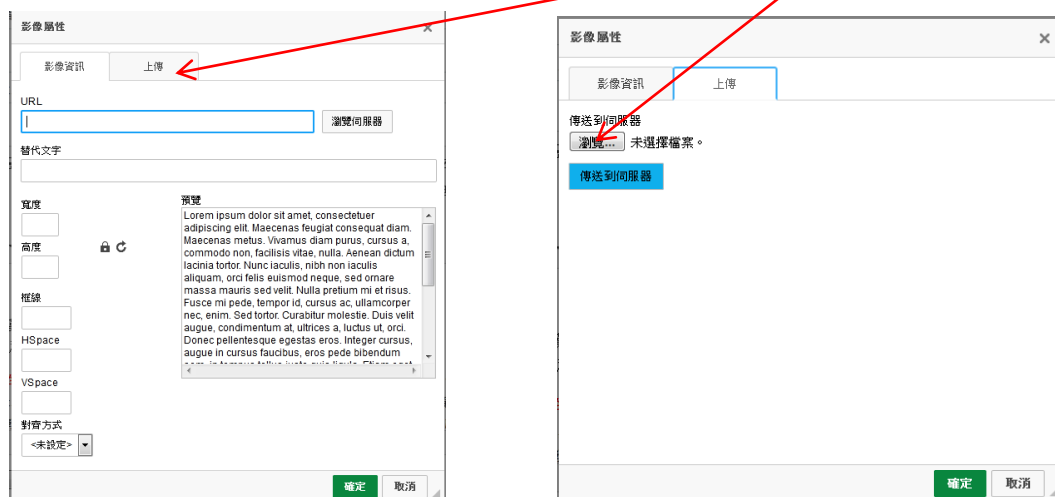 影像屬性
影像資訊 上傳
URL
瀏覽伺服器
替代文字
寬度
高度
框線
HSpace
VSpace
對齊方式
<未設定>
預覽
Lorem ipsum dolor sit amet, consectetuer
adipiscing elit. Maecenas feugiat consequat diam.
Maecenas metus. Vivamus diam purus, cursus a,
commodo non, facilisis vitae, nulla. Aenean dictum
lacinia tortor. Nunc iaculis, nibh non iaculis
aliquam, orci felis euismod neque, sed ornare
massa mauris sed velit. Nulla pretium mi et risus.
Fusce mi pede, tempor id, cursus ac, ullamcorper
nec, enim. Sed tortor. Curabitur molestie. Duis velit
augue, condimentum at, ultrices a, luctus ut, orci.
Donec pellentesque egestas eros. Integer cursus,
augue in cursus faucibus, eros pede bibendum
確定 取消
影像屬性
影像資訊 上傳
傳送到伺服器
瀏覽... 未選擇檔案。
傳送到伺服器
確定 取消